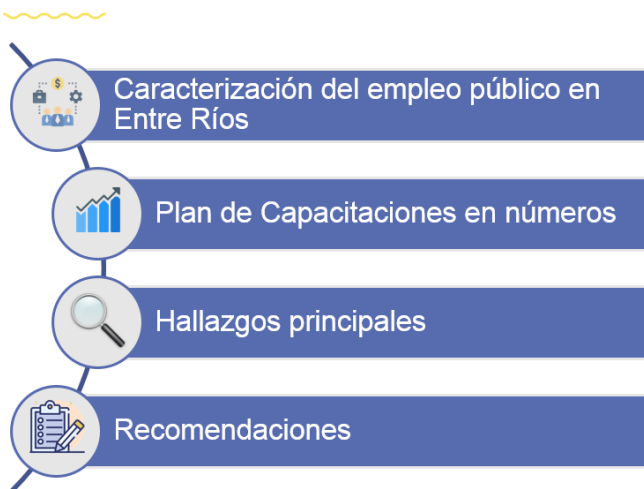 Caracterización del empleo público en
Entre Ríos
Plan de Capacitaciones en números
Hallazgos principales
Recomendaciones